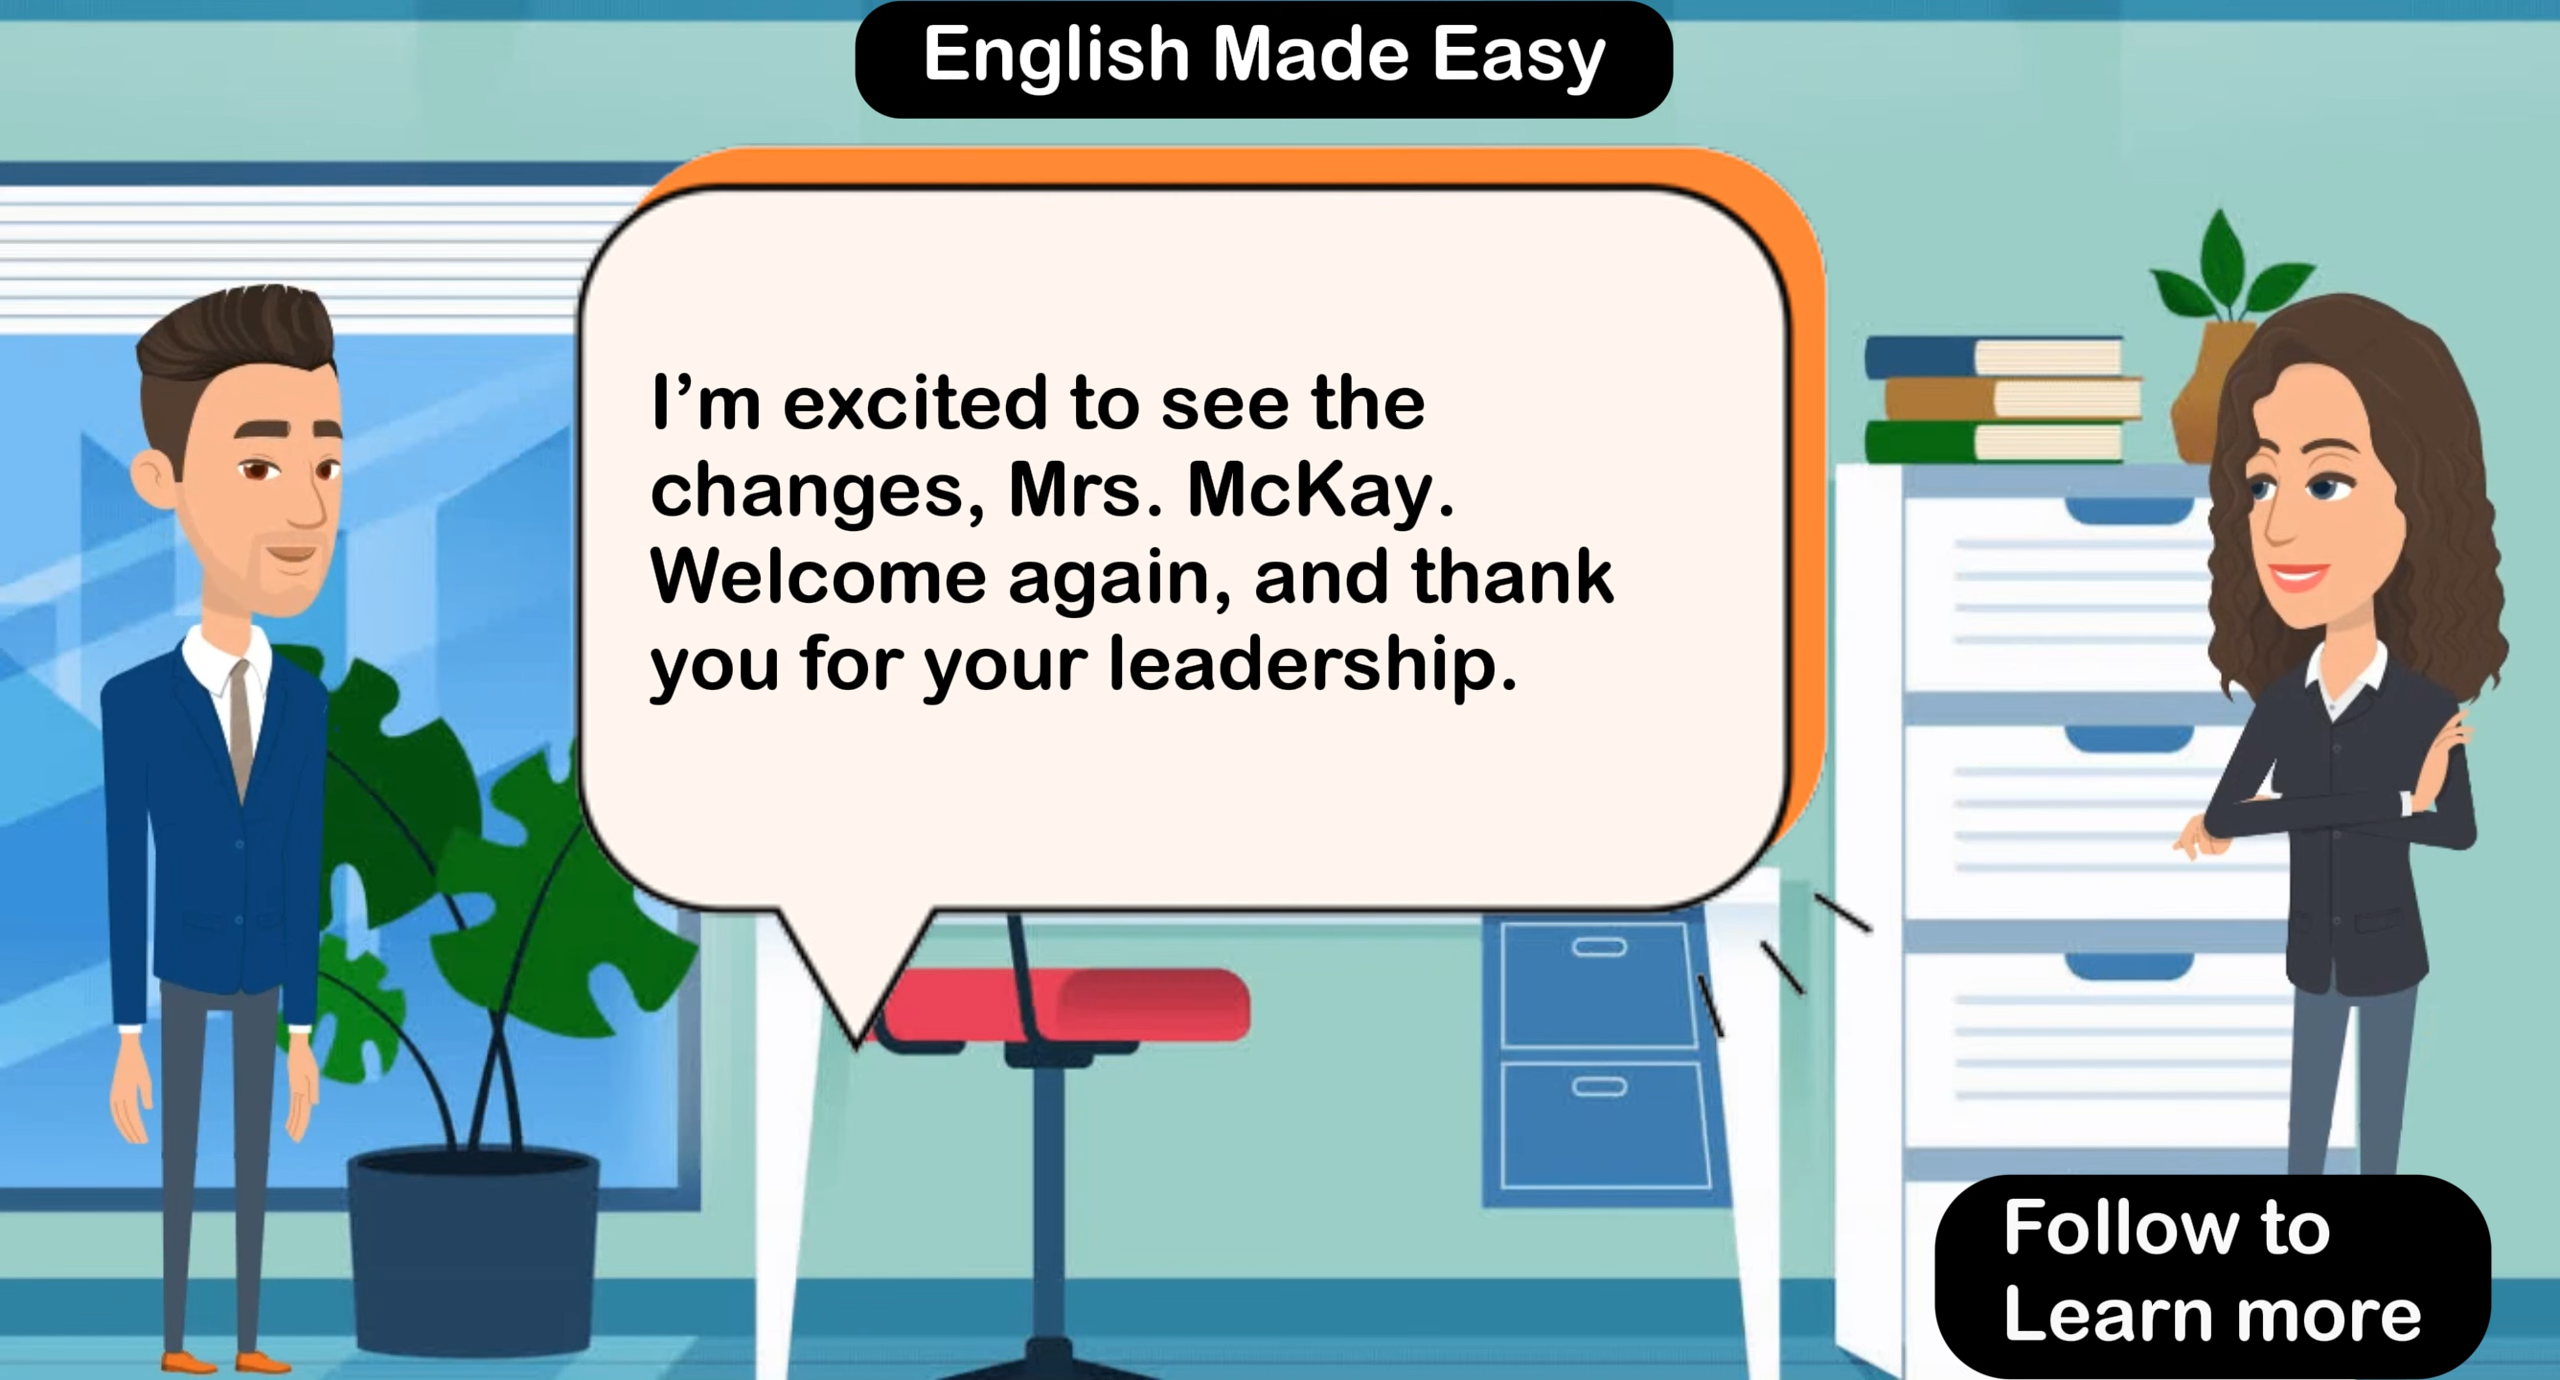 English Made Easy
I’m excited to see the
changes, Mrs. McKay.
Welcome again, and thank
you for your leadership.
Follow to
Learn more